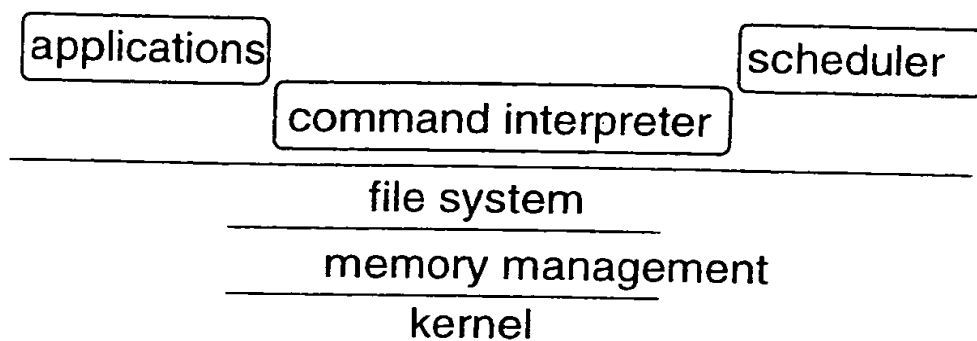 applications
scheduler
command interpreter
file system
memory management
kernel